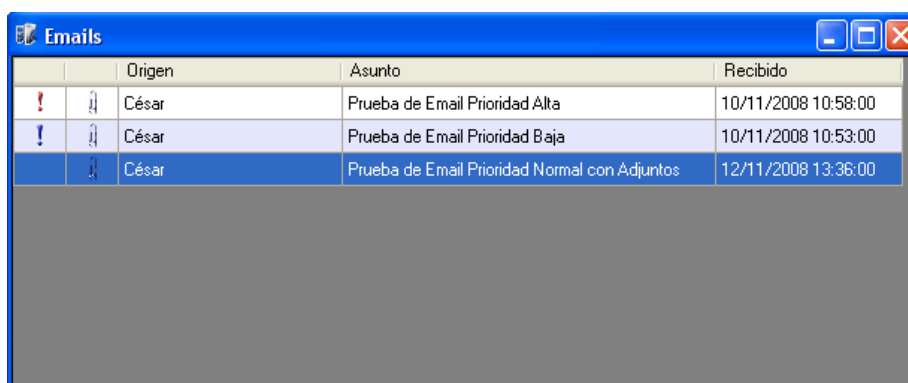 Emails
Origen Asunto Recibido
César Prueba de Email Prioridad Alta 10/11/2008 10:58:00
César Prueba de Email Prioridad Baja 10/11/2008 10:53:00
César Prueba de Email Prioridad Normal con Adjuntos 12/11/2008 13:36:00